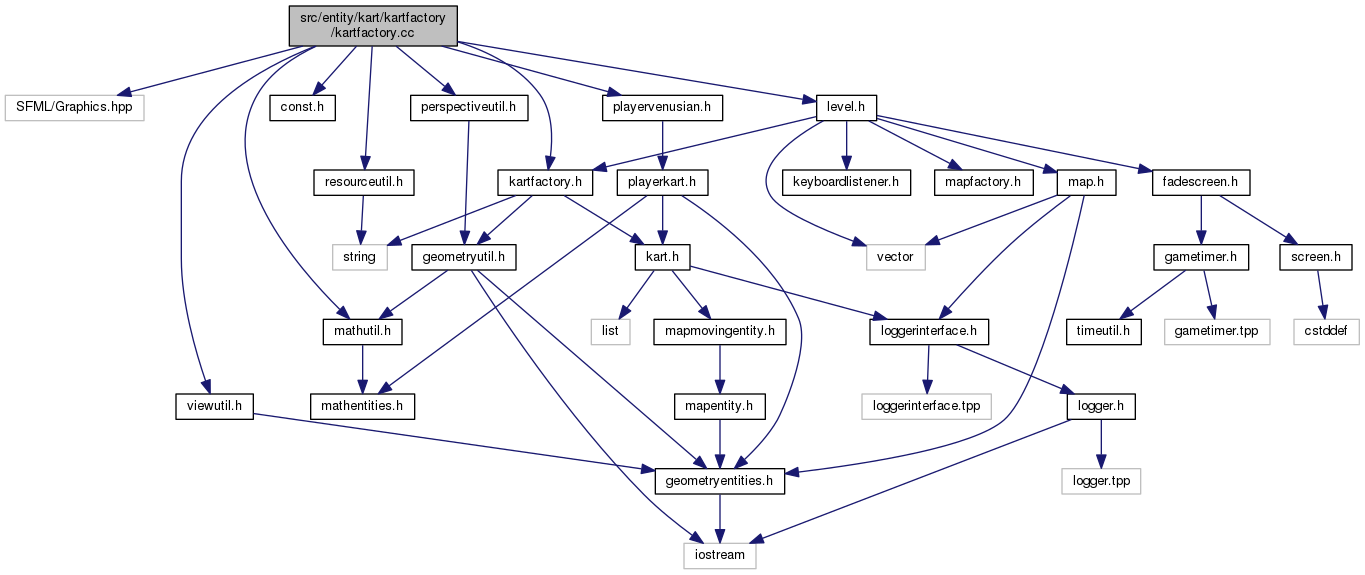 src/entity/kart/kartfactory
/kartfactory.cc
SFML/Graphics.hpp
const.h
perspectiveutil.h
playervenusian.h
level.h
resourceutil.h
kartfactory.h
playerkart.h
keyboardlistener.h
mapfactory.h
map.h
fadescreen.h
string
geometryutil.h
kart.h
vector
gametimer.h
screen.h
mathutil.h
list
mapmovingentity.h
loggerinterface.h
timeutil.h
gametimer.tpp
cstddef
viewutil.h
mathentities.h
mapentity.h
loggerinterface.tpp
logger.h
geometryentities.h
logger.tpp
iostream